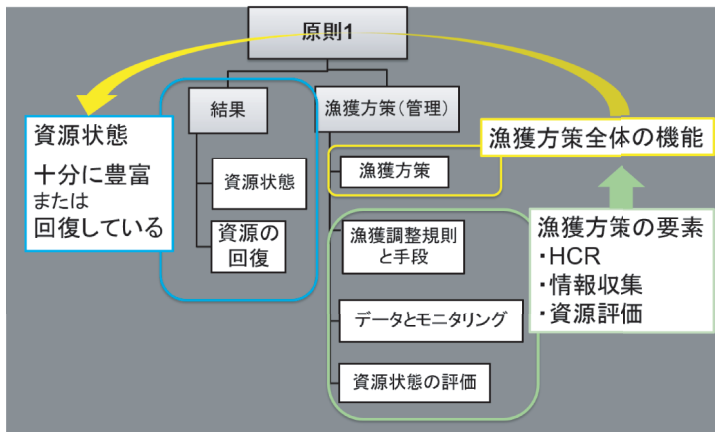 原則1
結果
漁獲方策(管理)
資源状態
十分に豊富
または
回復している
漁獲方策全体の機能
資源状態
漁獲方策
資源の
回復
漁獲調整規則
と手段
漁獲方策の要素
・HCR
・情報収集
・資源評価
データとモニタリング
資源状態の評価